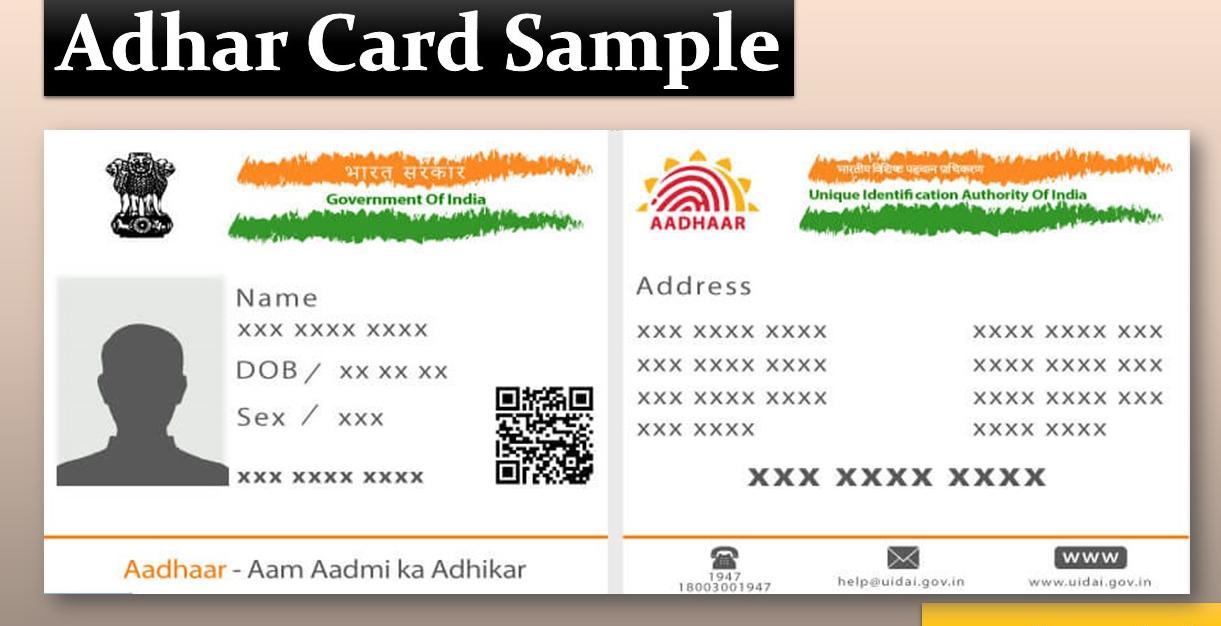 Adhar Card Sample
भारत सरकार
Government Of India
Name
xxx xxxx xxxx
DOB / xx xx xx
Sex / xxx
xxx xxxx xxxx
Aadhaar - Aam Aadmi ka Adhikar
AADHAAR
भारतीय विशिष्ट पहचान प्राधिकरण
Unique Identification Authority Of India
Address
xxx xxxx xxxx xxxx xxxx xxx
xxx xxxx xxxx xxxx xxxx xxx
xxx xxxx xxxx xxxx xxxx xxx
xxx xxxx xxxx xxxx
xxx xxxx xxxx
1947
18003001947
help@uidai.gov.in
www
www.uidai.gov.in